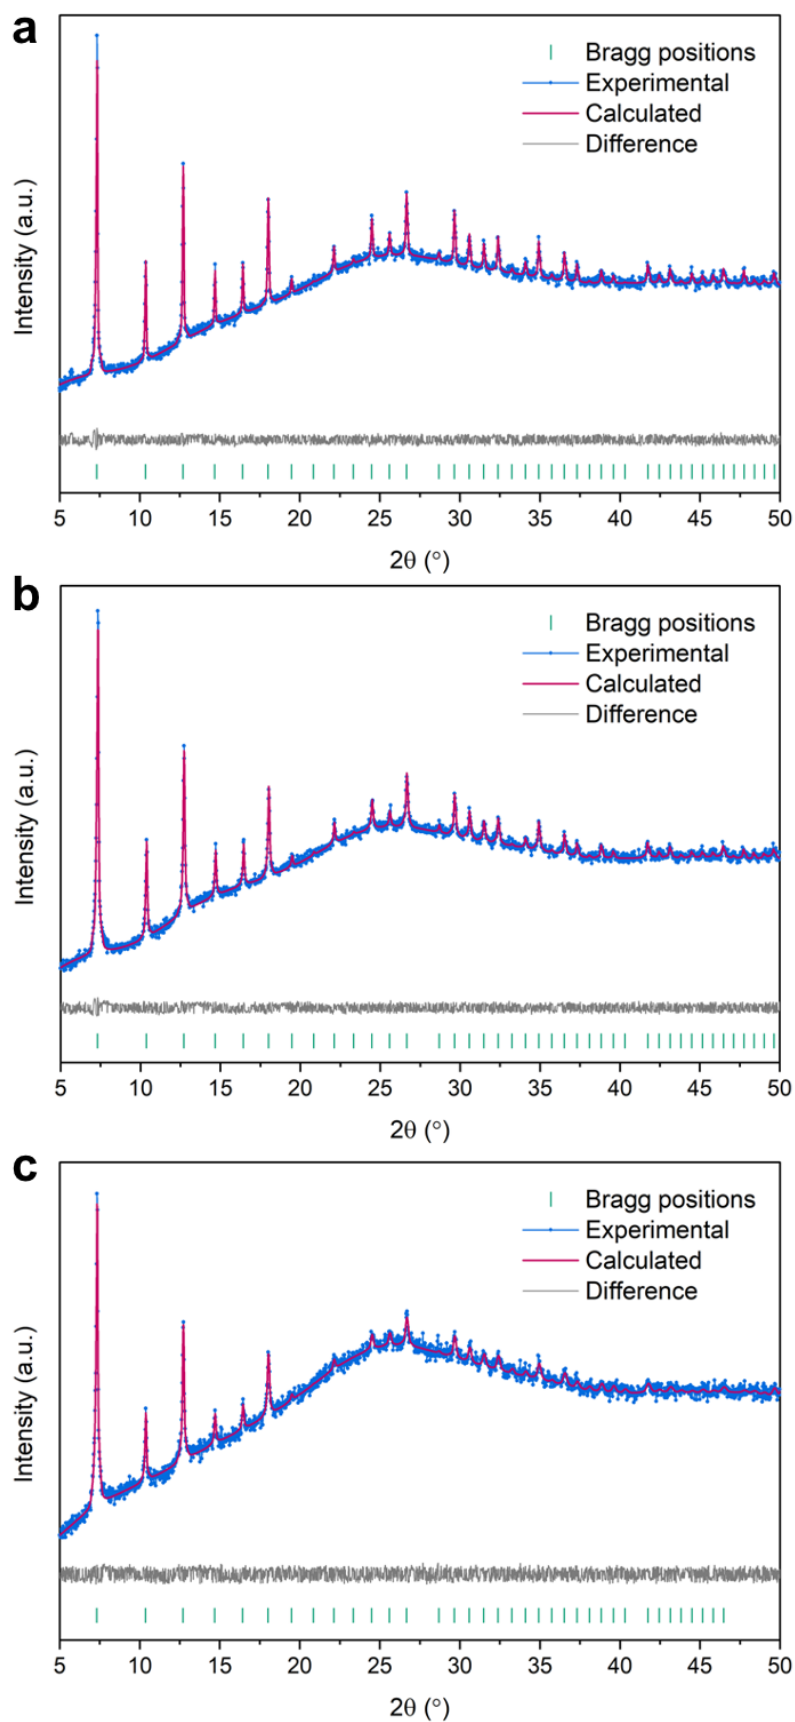 a
Bragg positions
Experimental
Calculated
Difference
Intensity (a.u.)
5 10 15 20 25 30 35 40 45 50
2θ (°)
b
Bragg positions
Experimental
Calculated
Difference
Intensity (a.u.)
5 10 15 20 25 30 35 40 45 50
2θ (°)
c
Bragg positions
Experimental
Calculated
Difference
Intensity (a.u.)
5 10 15 20 25 30 35 40 45 50
2θ (°)